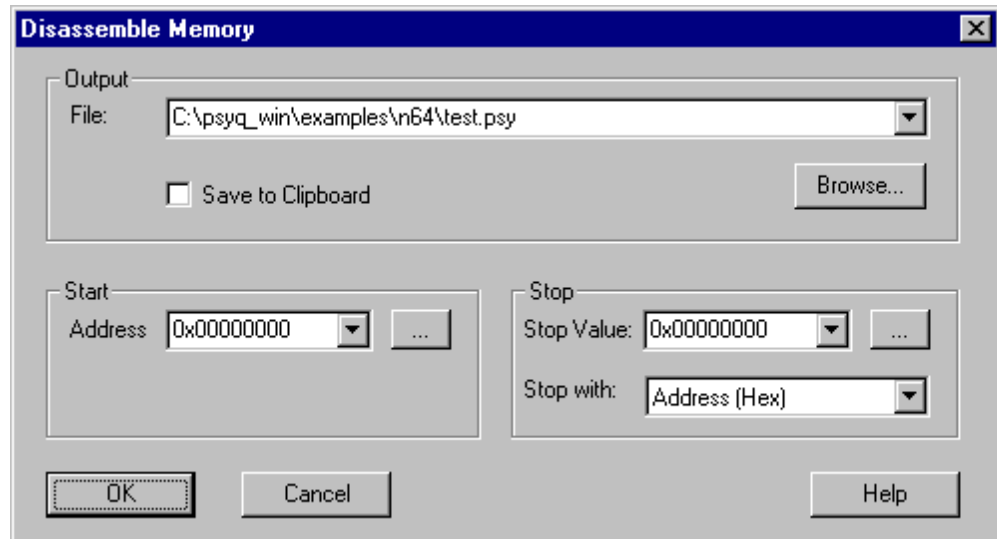 Disassemble Memory
Output
File: C:\psyq_win\examples\n64\test.psy
Save to Clipboard
Browse...
Start
Address 0x00000000 ...
Stop
Stop Value: 0x00000000 ...
Stop with: Address (Hex)
OK Cancel Help